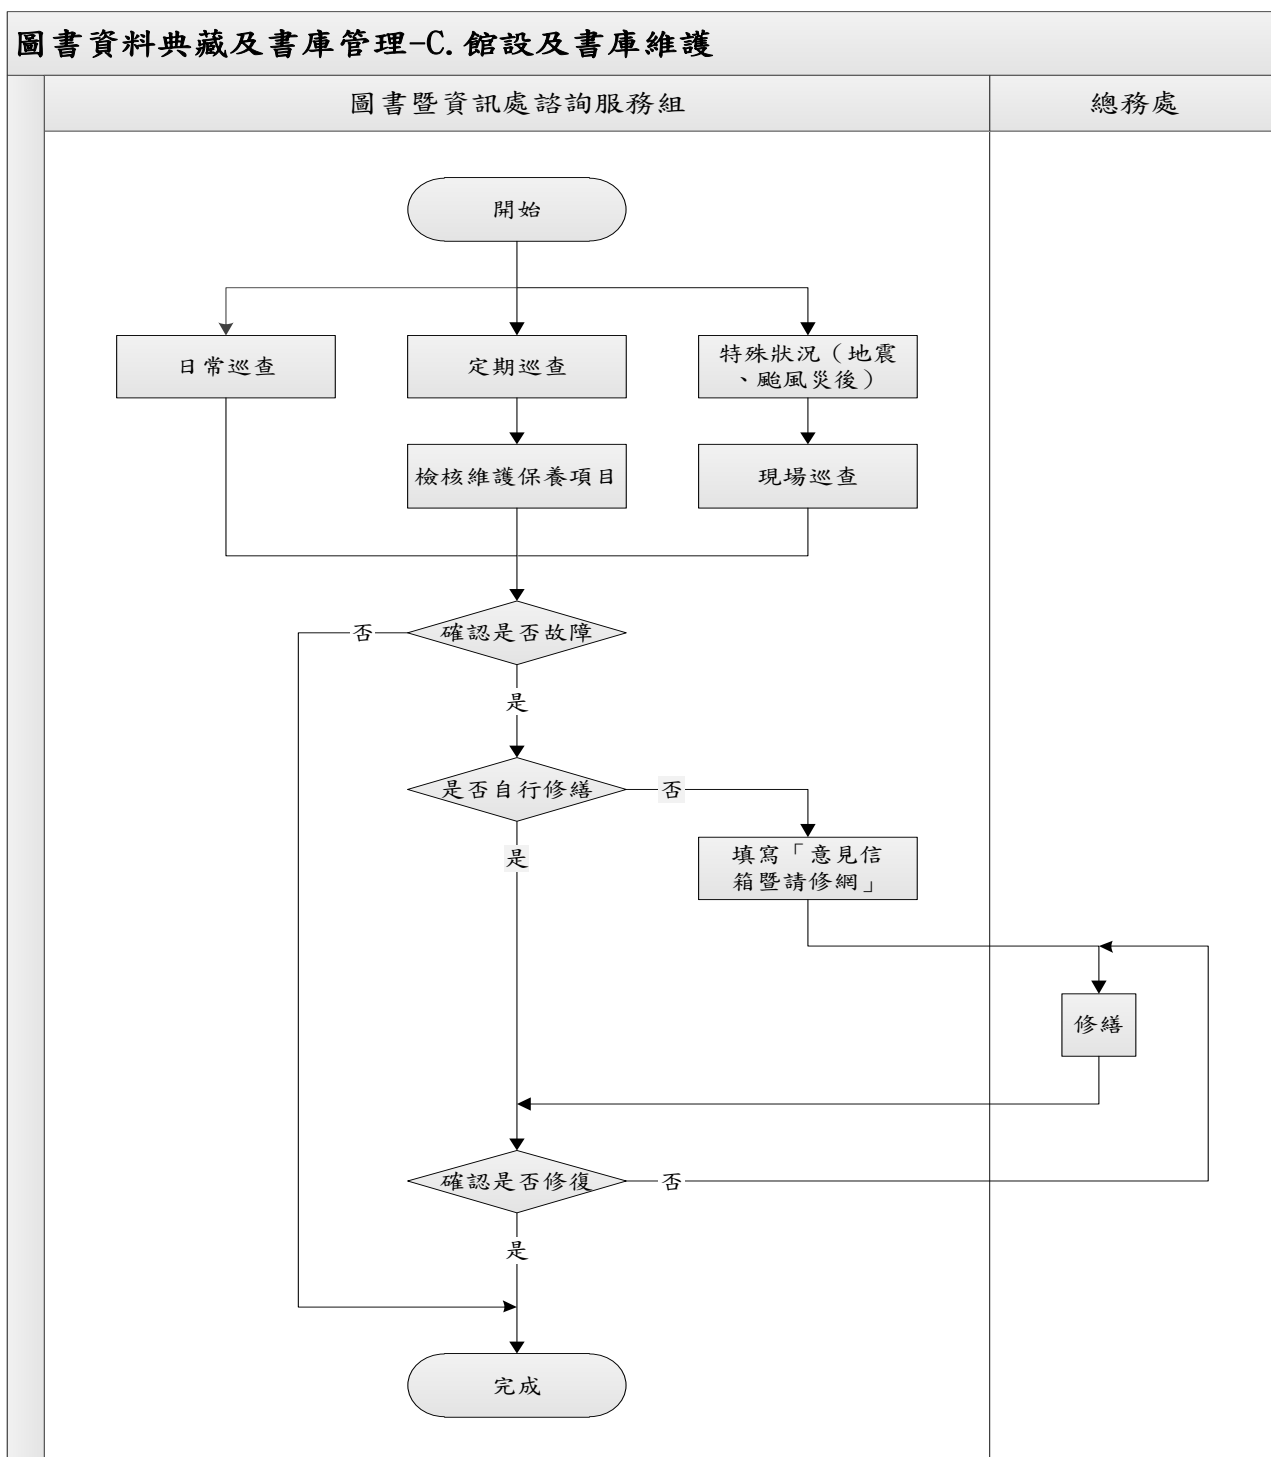 圖書資料典藏及書庫管理-C.館設及書庫維護
圖書暨資訊處諮詢服務組
總務處
開始
日常巡查
定期巡查
特殊狀況（地震
、颱風災後）
檢核維護保養項目
現場巡查
確認是否故障
否
是
是否自行修繕
否
是
填寫「意見信
箱暨請修網」
修繕
確認是否修復
否
是
完成